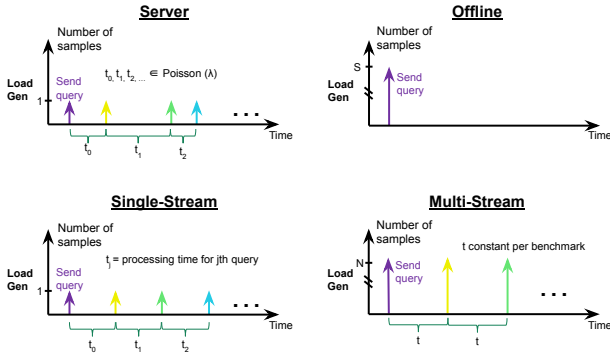 Server
Number of
samples
t0, t1, t2, ... ∈ Poisson (λ)
Load
Gen
1
Send
query
...
Time
t0
t1
t2
Offline
Number of
samples
S
Load
Gen
Send
query
Time
Single-Stream
Number of
samples
tj = processing time for jth query
Load
Gen
1
Send
query
...
Time
t0
t1
t2
Multi-Stream
Number of
samples
t constant per benchmark
N
Load
Gen
Send
query
...
Time
t
t